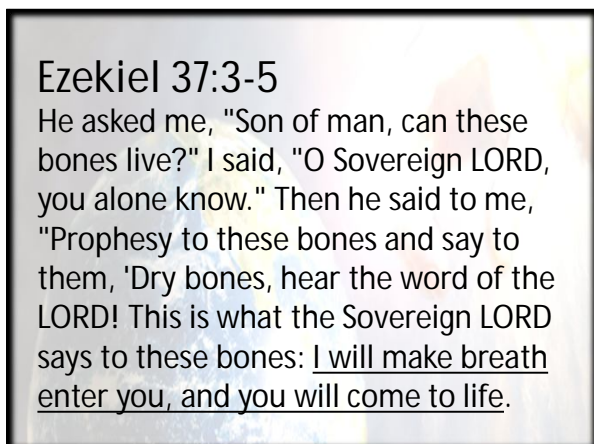 Ezekiel 37:3-5
He asked me, "Son of man, can these
bones live?" I said, "O Sovereign LORD,
you alone know." Then he said to me,
"Prophesy to these bones and say to
them, 'Dry bones, hear the word of the
LORD! This is what the Sovereign LORD
says to these bones: I will make breath
enter you, and you will come to life.